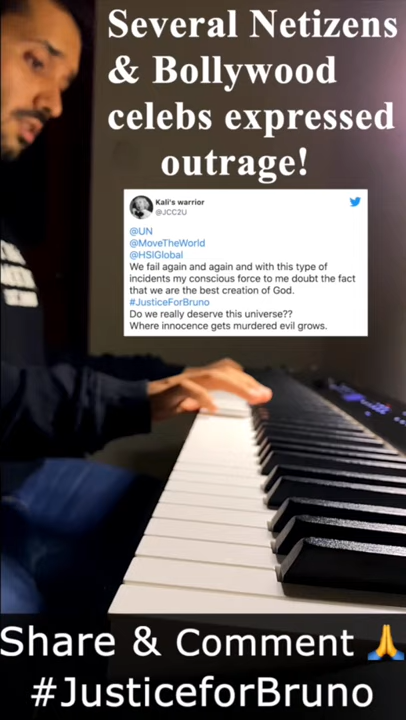 Several Netizens
& Bollywood
celebs expressed
outrage!
Kali's warrior
@JCC2U
@UN
@MoveTheWorld
@HSIGlobal
We fail again and again and with this type of
incidents my conscious force to me doubt the fact
that we are the best creation of God.
#JusticeForBruno
Do we really deserve this universe??
Where innocence gets murdered evil grows.
Share & Comment 🙏
#JusticeforBruno